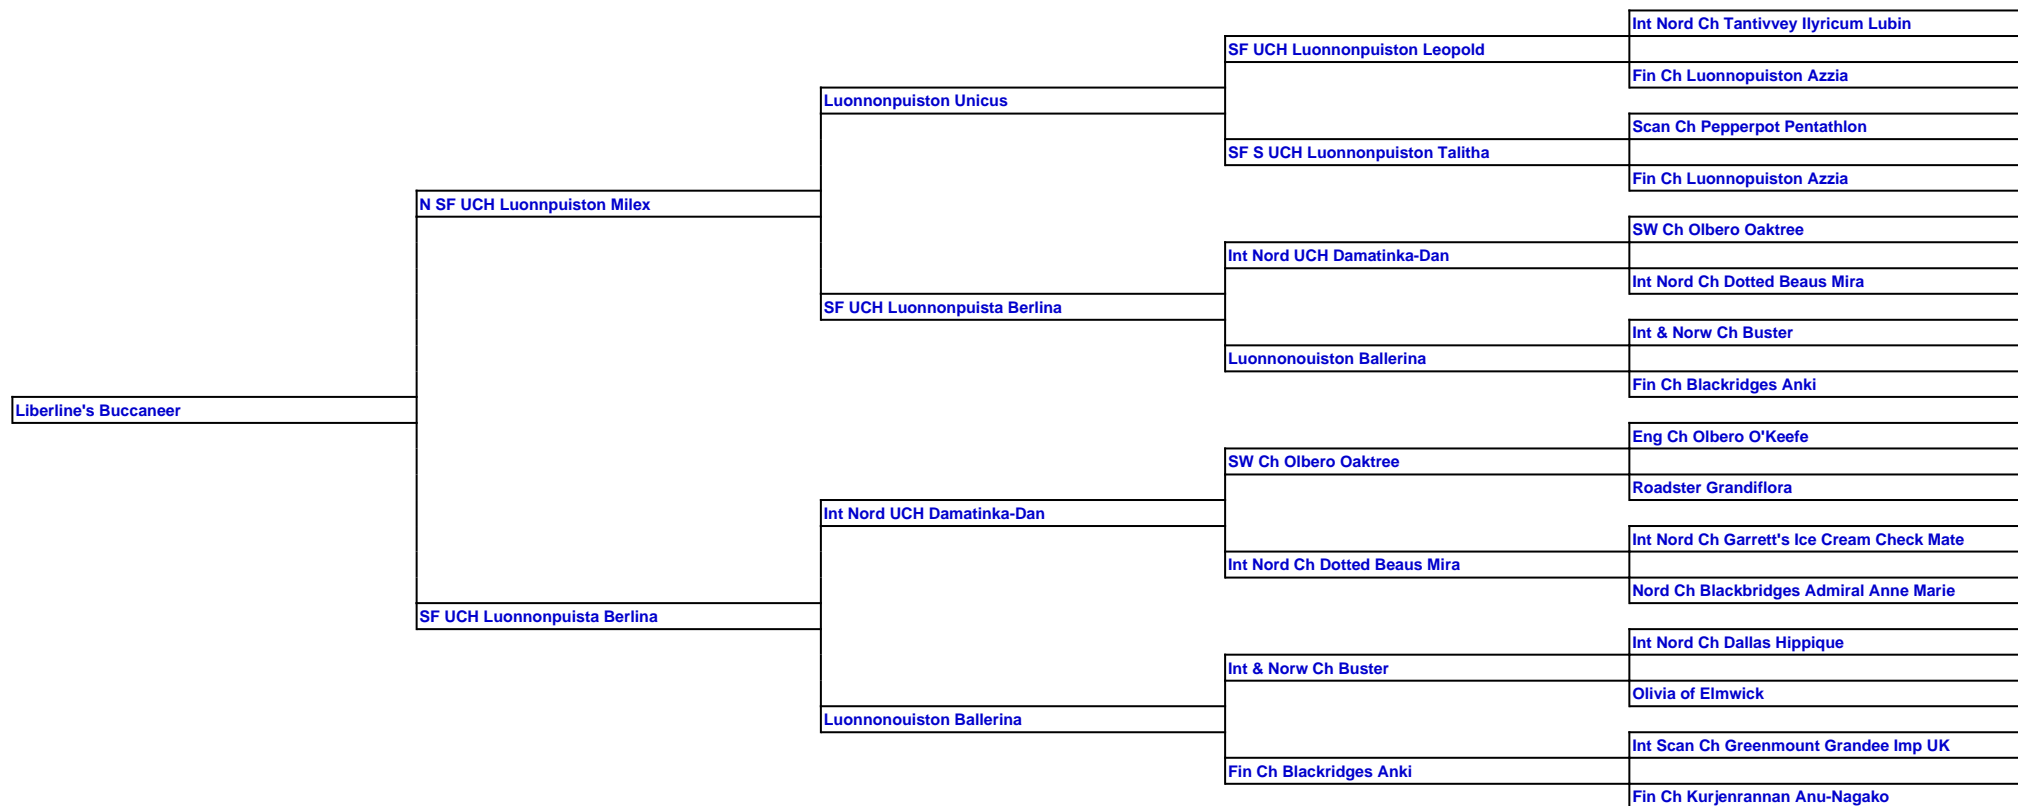 Int Nord Ch Tantivvey Ilyricum Lubin
SF UCH Luonnonpuiston Leopold
Fin Ch Luonnopuiston Azzia
Luonnonpuiston Unicus
Scan Ch Pepperpot Pentathlon
SF S UCH Luonnonpuiston Talitha
Fin Ch Luonnopuiston Azzia
N SF UCH Luonnpuiston Milex
SW Ch Olbero Oaktree
Int Nord UCH Damatinka-Dan
Int Nord Ch Dotted Beaus Mira
SF UCH Luonnonpuista Berlina
Int & Norw Ch Buster
Luonnonouiston Ballerina
Fin Ch Blackridges Anki
Liberline's Buccaneer
Eng Ch Olbero O'Keefe
SW Ch Olbero Oaktree
Roadster Grandiflora
Int Nord UCH Damatinka-Dan
Int Nord Ch Garrett's Ice Cream Check Mate
Int Nord Ch Dotted Beaus Mira
Nord Ch Blackbridges Admiral Anne Marie
SF UCH Luonnonpuista Berlina
Int Nord Ch Dallas Hippique
Int & Norw Ch Buster
Olivia of Elmwick
Luonnonouiston Ballerina
Int Scan Ch Greenmount Grandee Imp UK
Fin Ch Blackridges Anki
Fin Ch Kurjenrannan Anu-Nagako